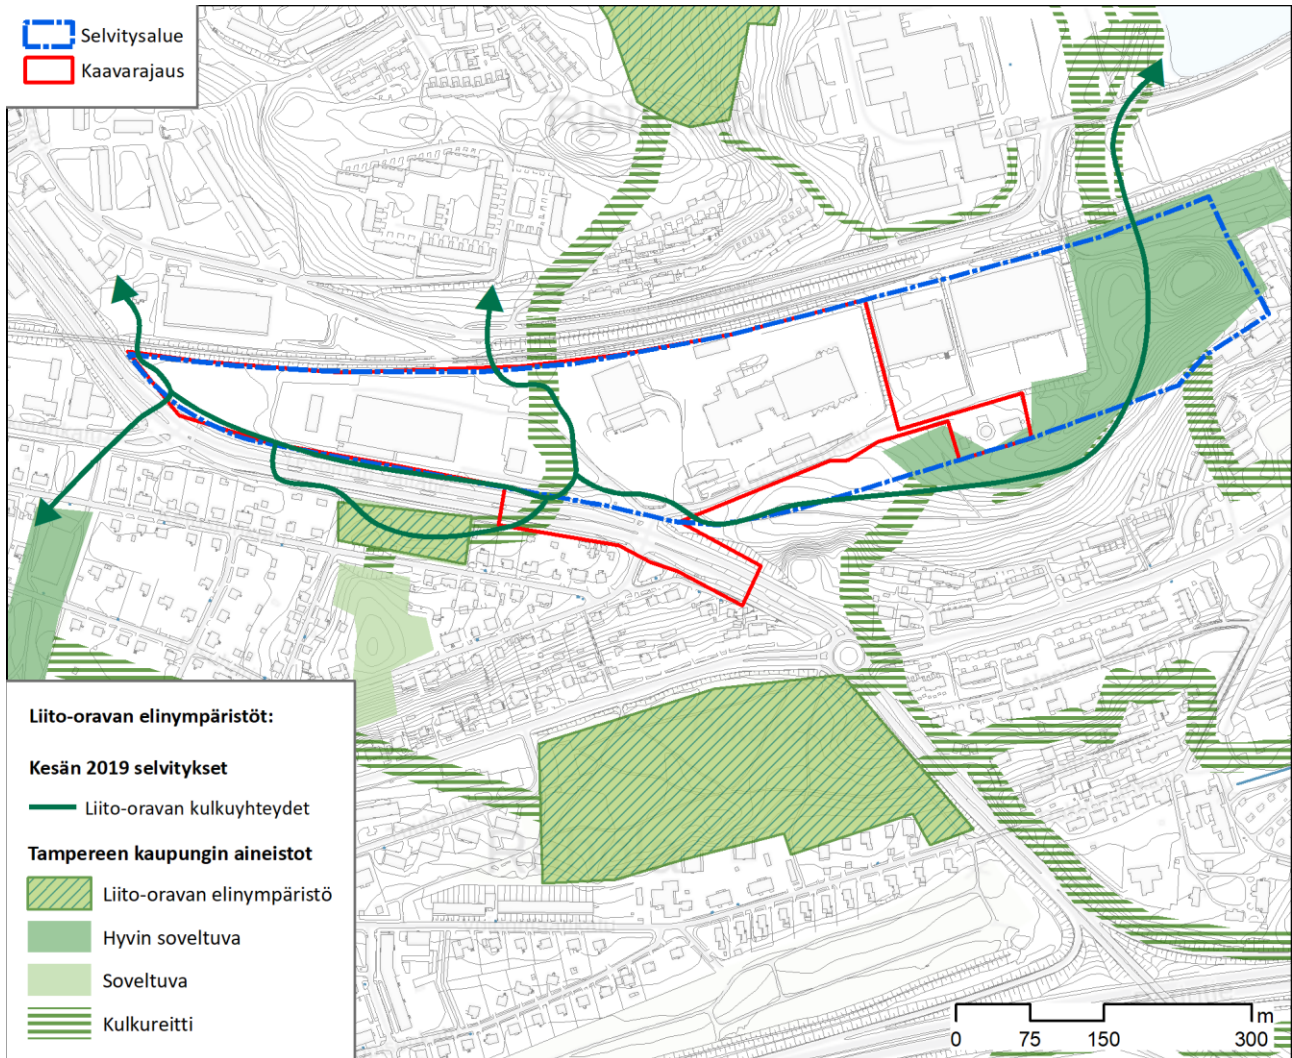 Selvitysalue
Kaavarajaus
Liito-oravan elinympäristöt:
Kesän 2019 selvitykset
Liito-oravan kulkuyhteydet
Tampereen kaupungin aineistot
Liito-oravan elinympäristö
Hyvin soveltuva
Soveltuva
Kulkureitti
m
0 75 150 300